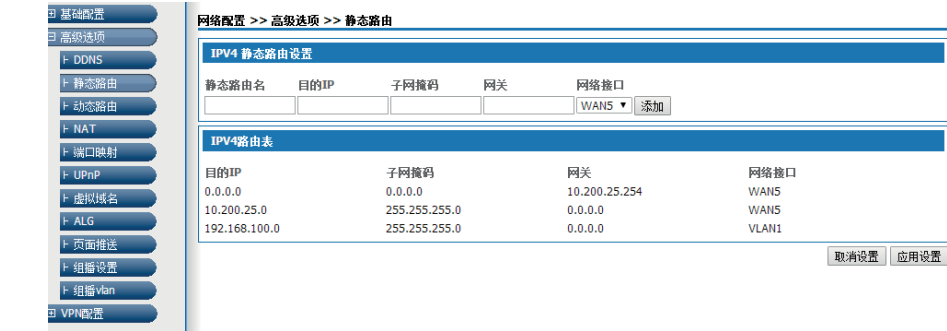 基础配置
高级选项
DDNS
静态路由
动态路由
NAT
端口映射
UPnP
虚拟域名
ALG
页面推送
组播设置
组播vlan
VPN配置
网络配置 >> 高级选项 >> 静态路由
IPV4 静态路由设置
静态路由名 目的IP 子网掩码 网关 网络接口
WAN5 添加
IPV4路由表
目的IP 子网掩码 网关 网络接口
0.0.0.0 0.0.0.0 10.200.25.254 WAN5
10.200.25.0 255.255.255.0 0.0.0.0 WAN5
192.168.100.0 255.255.255.0 0.0.0.0 VLAN1
取消设置 应用设置